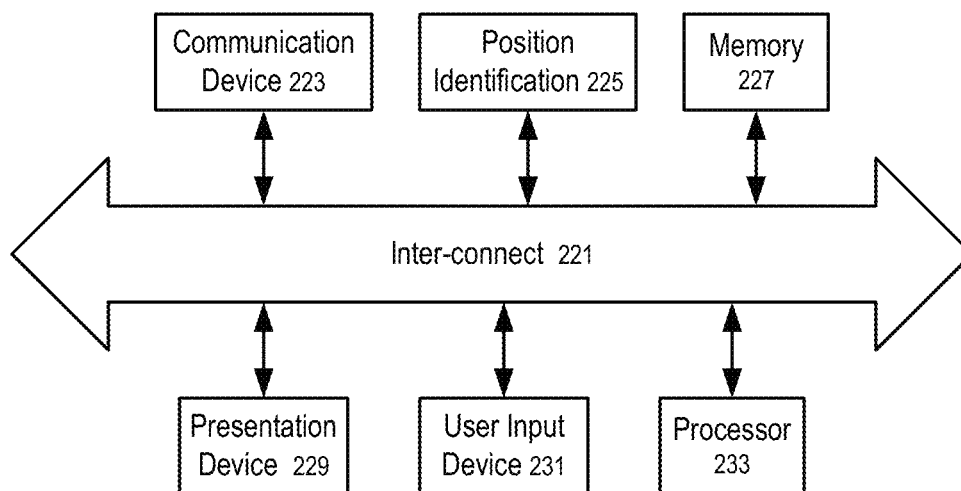 Communication
Device 223
Position
Identification 225
Memory
227
Inter-connect 221
Presentation
Device 229
User Input
Device 231
Processor
233